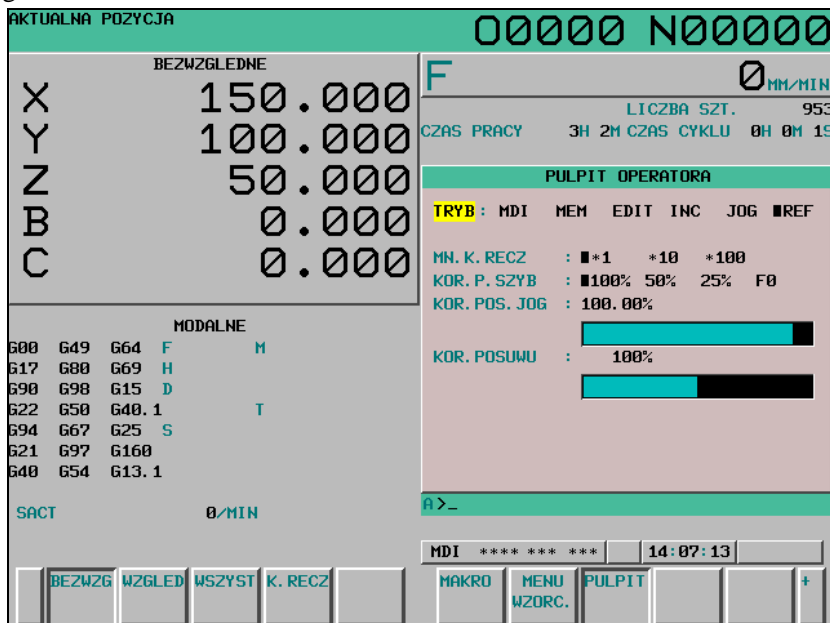 AKTUALNA POZYCJA
O0000 N00000
BEZWZGLEDNE
X 150.000
Y 100.000
Z 50.000
B 0.000
C 0.000
F 0 MM/MIN
LICZBA SZT. 953
CZAS PRACY 3H 2M CZAS CYKLU 0H 0M 19
PULPIT OPERATORA
TRYB: MDI MEM EDIT INC JOG REF
MN.K.RECZ : *1 *10 *100
KOR.P.SZYB : 100% 50% 25% F0
KOR.POS.JOG : 100.00%
KOR.POSUWU : 100%
MODALNE
G00 G49 G64 F M
G17 G80 G69 H
G90 G98 G15 D
G22 G50 G40.1 T
G94 G67 G25 S
G21 G97 G160
G40 G54 G13.1
SACT 0/MIN
A>_
MDI **** *** *** 14:07:13
BEZWZG WZGLED WSZYST K.RECZ
MAKRO MENU WZORC. PULPIT +